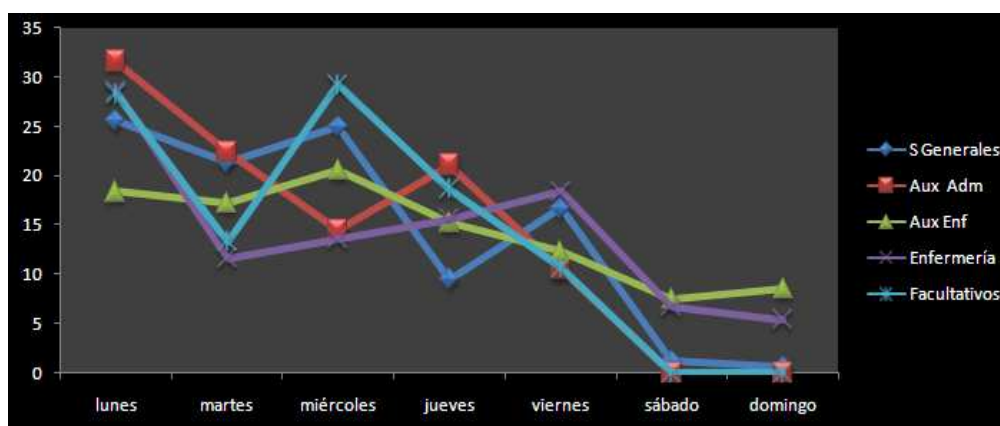 35
30
25
20
15
10
5
0
lunes martes miércoles jueves viernes sábado domingo
S Generales
Aux Adm
Aux Enf
Enfermería
Facultativos